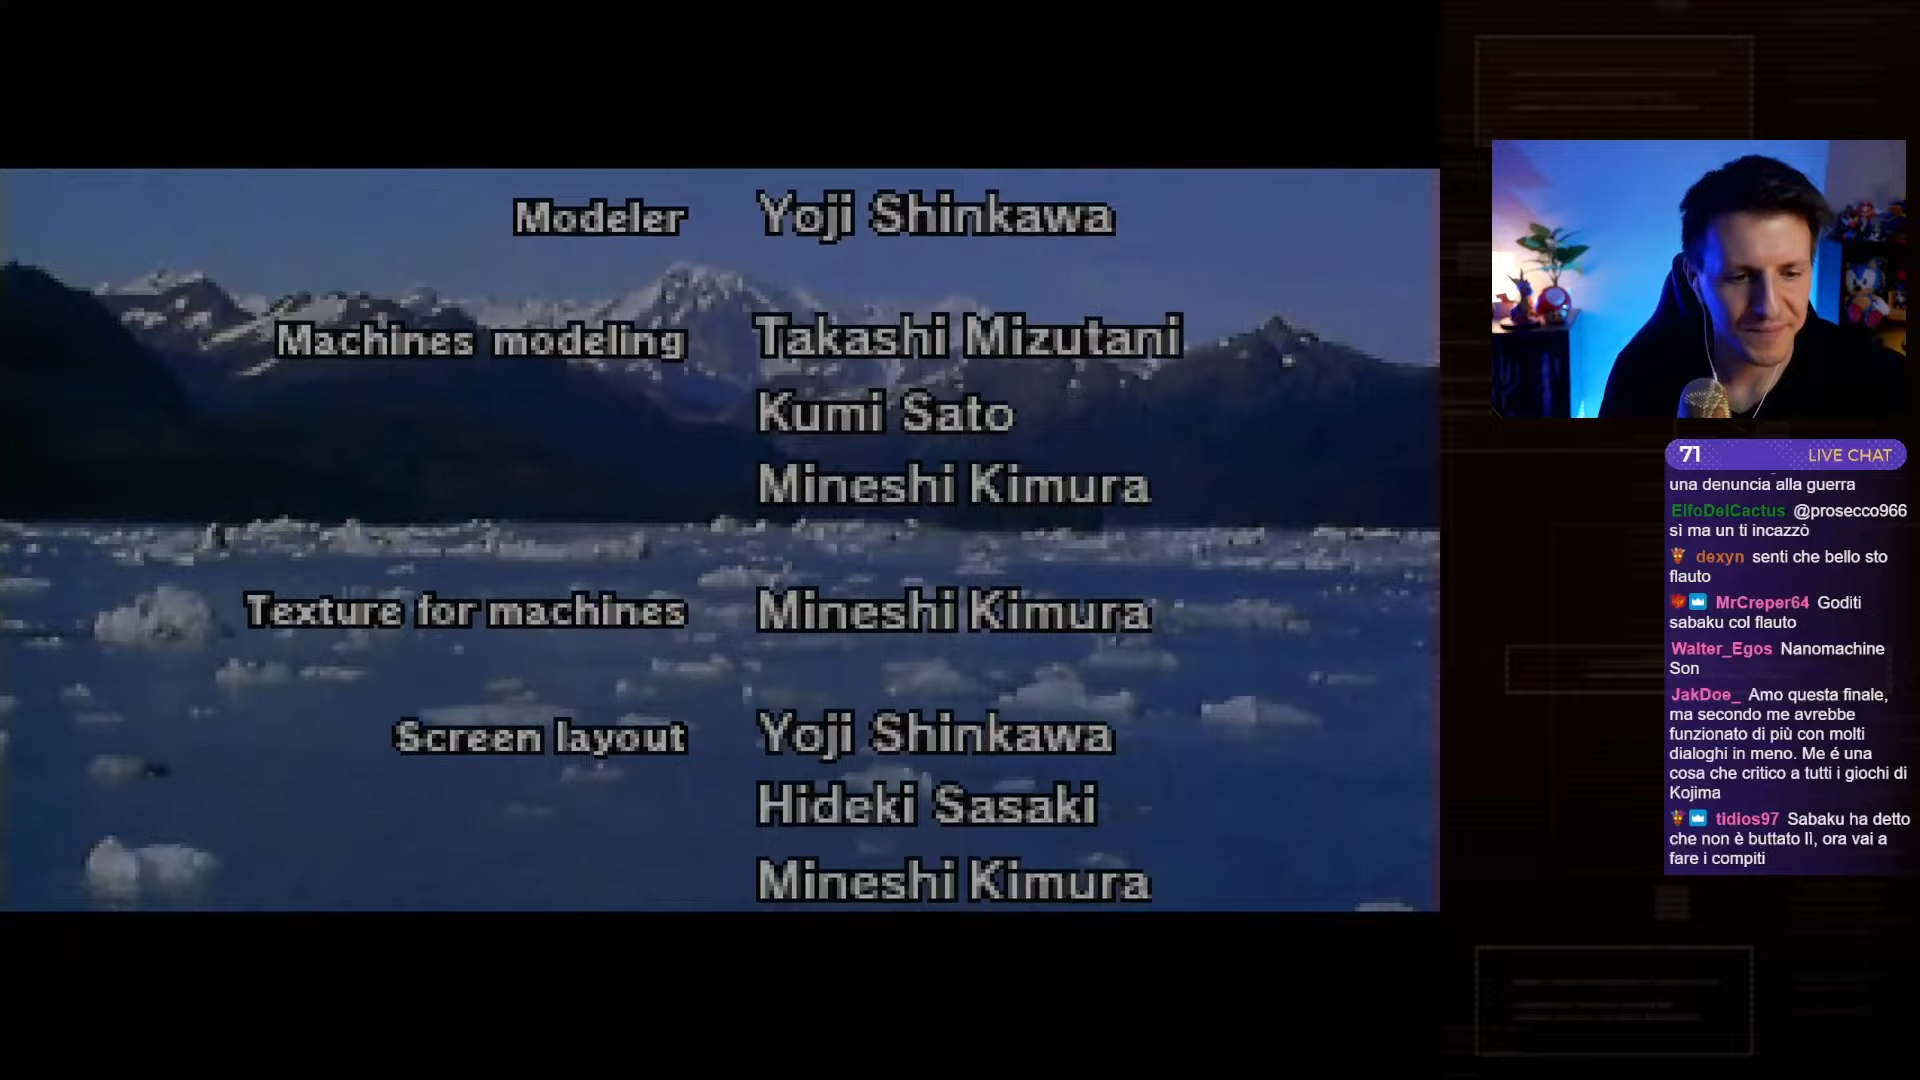 Modeler Yoji Shinkawa
Machines modeling Takashi Mizutani
Kumi Sato
Mineshi Kimura
Texture for machines Mineshi Kimura
Screen layout Yoji Shinkawa
Hideki Sasaki
Mineshi Kimura
71 LIVE CHAT
una denuncia alla guerra
ElfoDelCactus @prosecco966
sì ma un ti incazzò
dexyn senti che bello sto
flauto
MrCreper64 Goditi
sabaku col flauto
Walter_Egos Nanomachine
Son
JakDoe_ Amo questa finale,
ma secondo me avrebbe
funzionato di più con molti
dialoghi in meno. Me é una
cosa che critico a tutti i giochi di
Kojima
tidios97 Sabaku ha detto
che non è buttato lì, ora vai a
fare i compiti